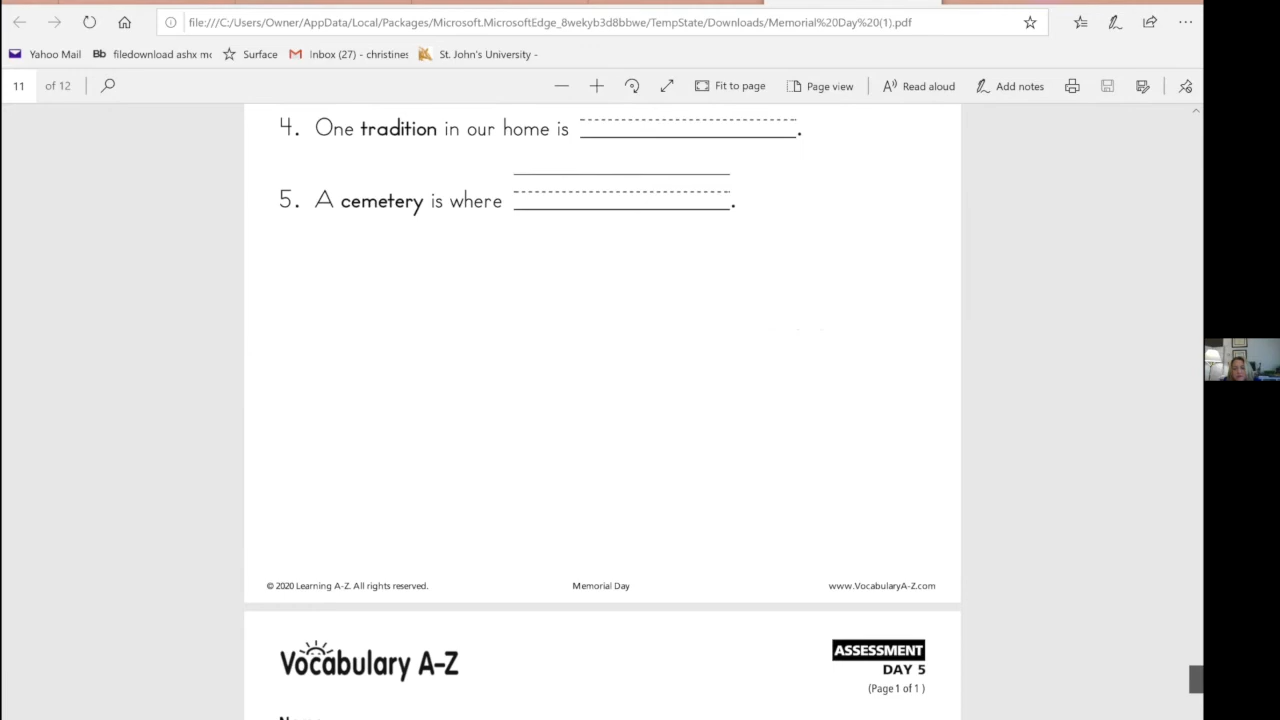 file:///C:/Users/Owner/AppData/Local/Packages/Microsoft.MicrosoftEdge_8wekyb3d8bbwe/TempState/Downloads/Memorial%20Day%20(1).pdf
Yahoo Mail Bb filedownload ashx mc Surface Inbox (27) - christines St. John's University -
11 of 12 Fit to page Page view Read aloud Add notes
4. One tradition in our home is .
5. A cemetery is where .
© 2020 Learning A-Z. All rights reserved. Memorial Day www.VocabularyA-Z.com
Vocabulary A-Z
ASSESSMENT
DAY 5
(Page 1 of 1)